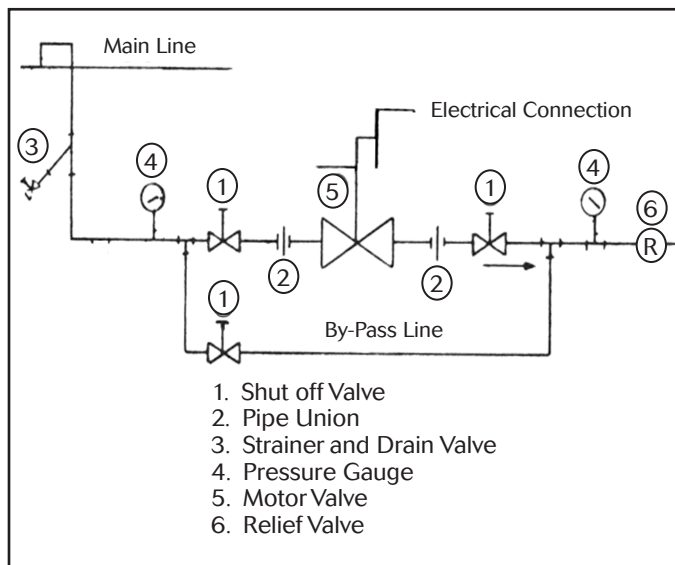 Main Line
Electrical Connection
3
4
1
5
1
4
6
R
2
2
1
By-Pass Line
1. Shut off Valve
2. Pipe Union
3. Strainer and Drain Valve
4. Pressure Gauge
5. Motor Valve
6. Relief Valve